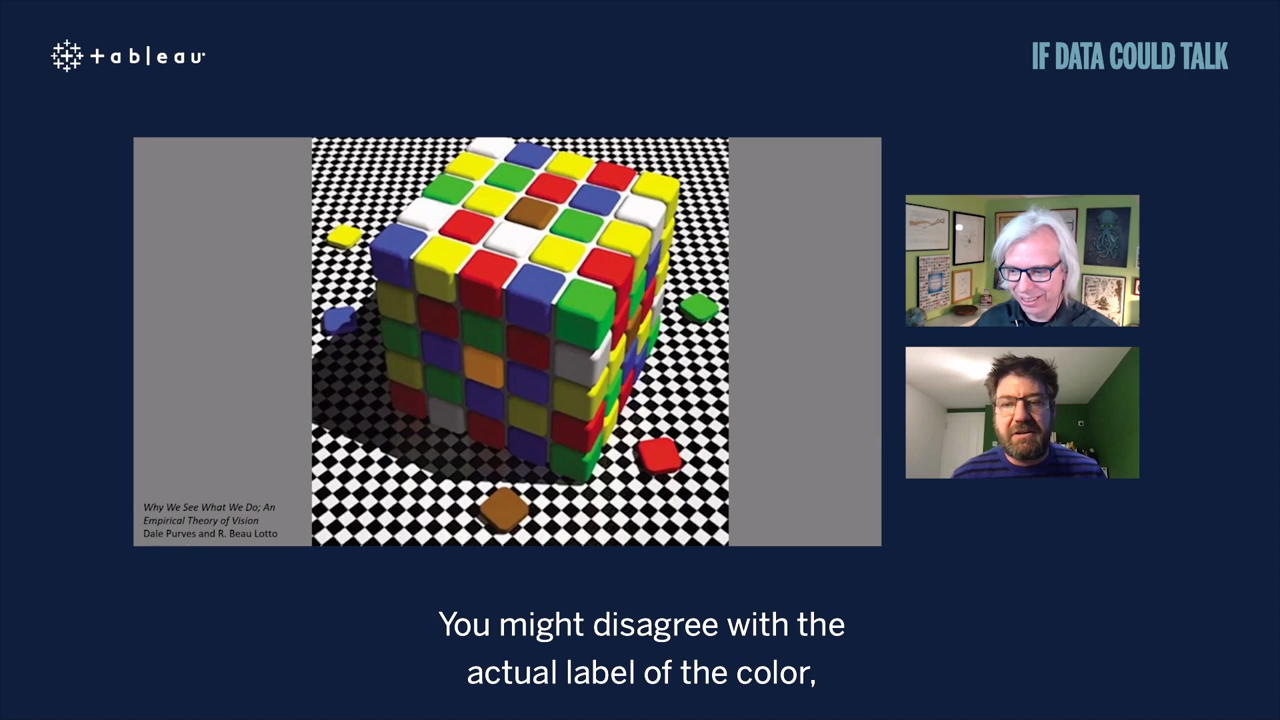 +ableau
IF DATA COULD TALK
Why We See What We Do; An
Empirical Theory of Vision
Dale Purves and R. Beau Lotto
You might disagree with the
actual label of the color,